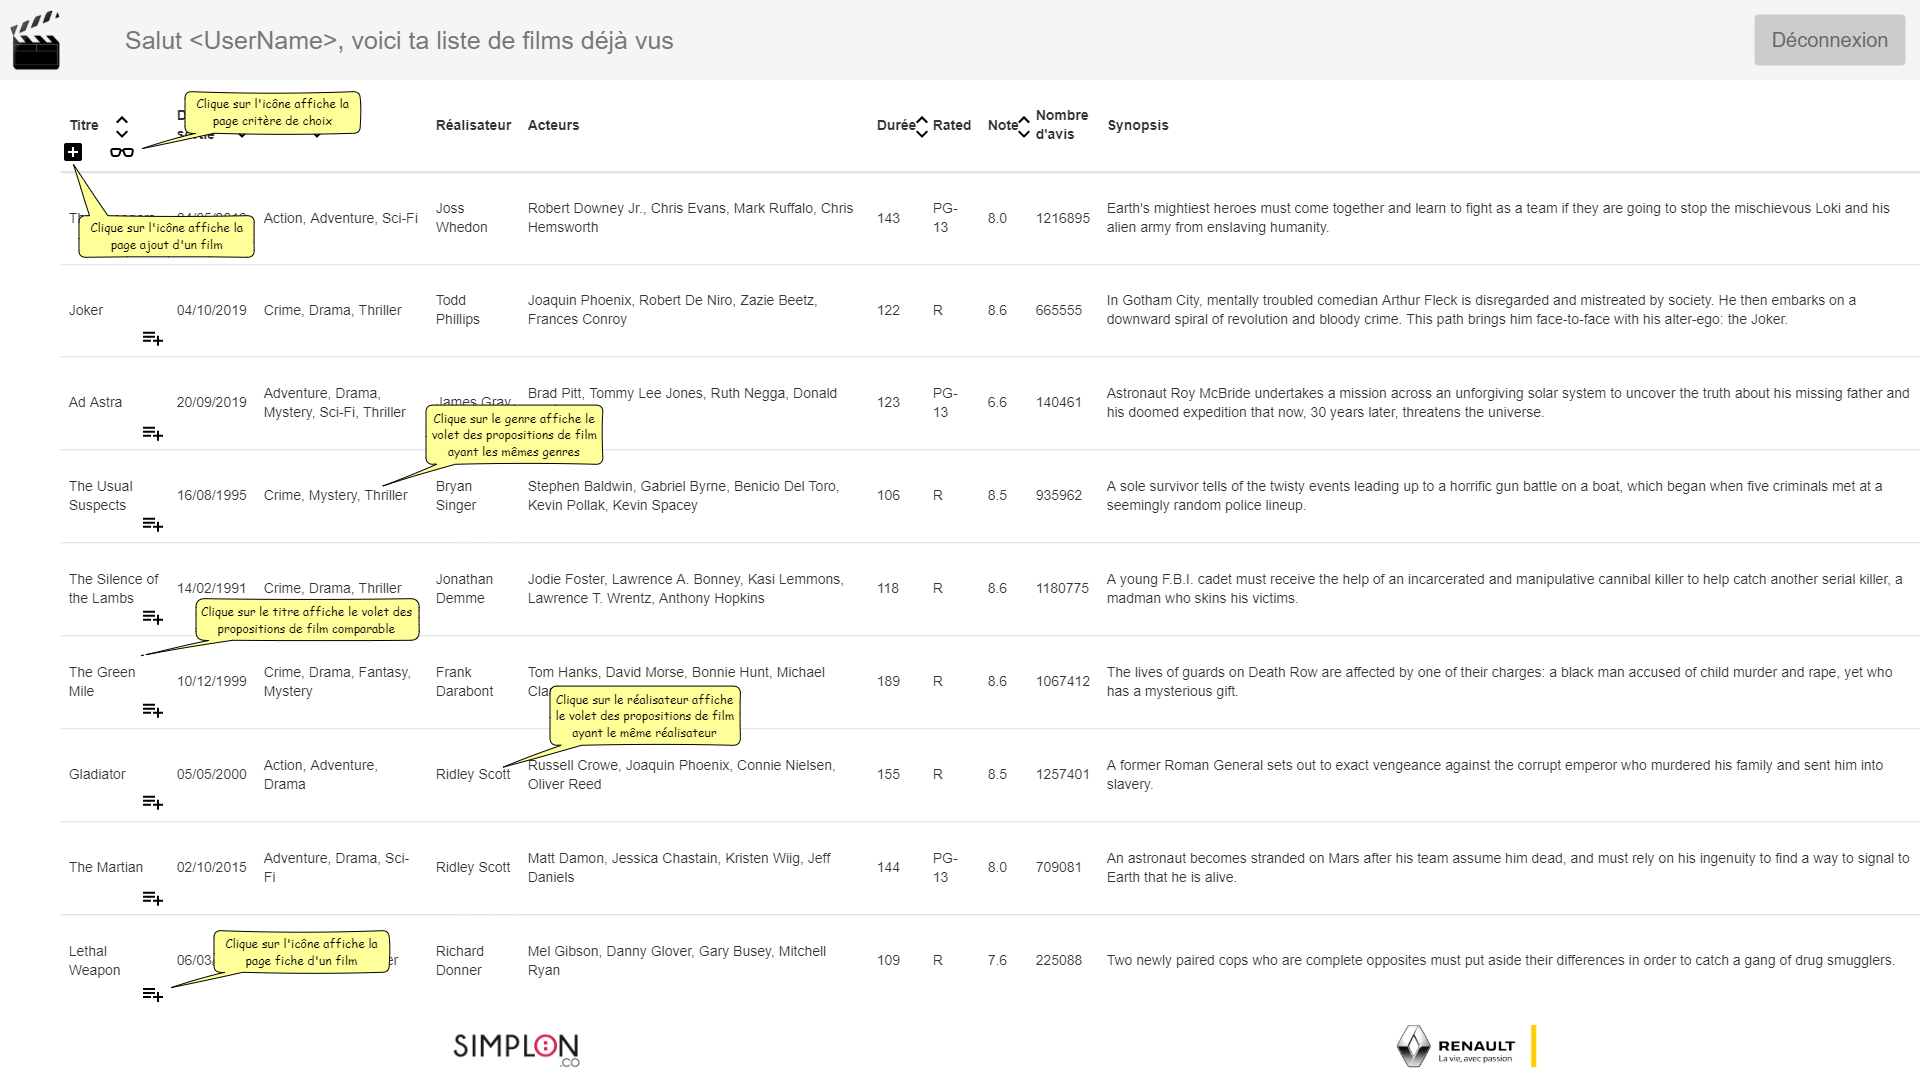 Salut <UserName>, voici ta liste de films déjà vus
Déconnexion
Clique sur l'icône affiche la
page critère de choix
Titre
Réalisateur
Acteurs
Durée
Rated
Note
Nombre
d'avis
Synopsis
Action, Adventure, Sci-Fi
Joss
Whedon
Robert Downey Jr., Chris Evans, Mark Ruffalo, Chris
Hemsworth
143
PG-
13
8.0
1216895
Earth's mightiest heroes must come together and learn to fight as a team if they are going to stop the mischievous Loki and his
alien army from enslaving humanity.
Clique sur l'icône affiche la
page ajout d'un film
Joker
04/10/2019
Crime, Drama, Thriller
Todd
Phillips
Joaquin Phoenix, Robert De Niro, Zazie Beetz,
Frances Conroy
122
R
8.6
665555
In Gotham City, mentally troubled comedian Arthur Fleck is disregarded and mistreated by society. He then embarks on a
downward spiral of revolution and bloody crime. This path brings him face-to-face with his alter-ego: the Joker.
Ad Astra
20/09/2019
Adventure, Drama,
Mystery, Sci-Fi, Thriller
James Gray
Brad Pitt, Tommy Lee Jones, Ruth Negga, Donald
123
PG-
13
6.6
140461
Astronaut Roy McBride undertakes a mission across an unforgiving solar system to uncover the truth about his missing father and
his doomed expedition that now, 30 years later, threatens the universe.
Clique sur le genre affiche le
volet des propositions de film
ayant les mêmes genres
The Usual
Suspects
16/08/1995
Crime, Mystery, Thriller
Bryan
Singer
Stephen Baldwin, Gabriel Byrne, Benicio Del Toro,
Kevin Pollak, Kevin Spacey
106
R
8.5
935962
A sole survivor tells of the twisty events leading up to a horrific gun battle on a boat, which began when five criminals met at a
seemingly random police lineup.
The Silence of
the Lambs
14/02/1991
Crime, Drama, Thriller
Jonathan
Demme
Jodie Foster, Lawrence A. Bonney, Kasi Lemmons,
Lawrence T. Wrentz, Anthony Hopkins
118
R
8.6
1180775
A young F.B.I. cadet must receive the help of an incarcerated and manipulative cannibal killer to help catch another serial killer, a
madman who skins his victims.
Clique sur le titre affiche le volet des
propositions de film comparable
The Green
Mile
10/12/1999
Crime, Drama, Fantasy,
Mystery
Frank
Darabont
Tom Hanks, David Morse, Bonnie Hunt, Michael
189
R
8.6
1067412
The lives of guards on Death Row are affected by one of their charges: a black man accused of child murder and rape, yet who
has a mysterious gift.
Clique sur le réalisateur affiche
le volet des propositions de film
ayant le même réalisateur
Gladiator
05/05/2000
Action, Adventure,
Drama
Ridley Scott
Russell Crowe, Joaquin Phoenix, Connie Nielsen,
Oliver Reed
155
R
8.5
1257401
A former Roman General sets out to exact vengeance against the corrupt emperor who murdered his family and sent him into
slavery.
The Martian
02/10/2015
Adventure, Drama, Sci-
Fi
Ridley Scott
Matt Damon, Jessica Chastain, Kristen Wiig, Jeff
Daniels
144
PG-
13
8.0
709081
An astronaut becomes stranded on Mars after his team assume him dead, and must rely on his ingenuity to find a way to signal to
Earth that he is alive.
Lethal
Weapon
Clique sur l'icône affiche la
page fiche d'un film
Richard
Donner
Mel Gibson, Danny Glover, Gary Busey, Mitchell
Ryan
109
R
7.6
225088
Two newly paired cops who are complete opposites must put aside their differences in order to catch a gang of drug smugglers.
SIMPLON
.CO
RENAULT
La vie, avec passion